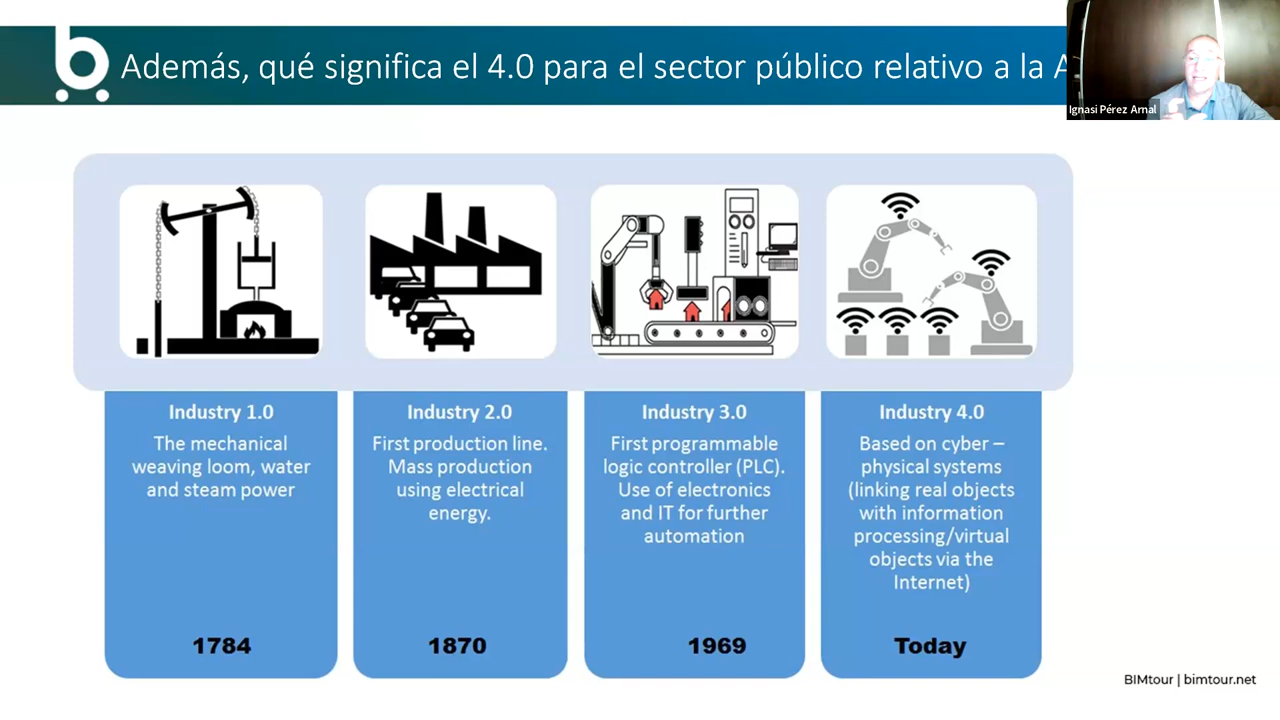 Además, qué significa el 4.0 para el sector público relativo a la A
Ignasi Pérez Arnal
Industry 1.0
The mechanical
weaving loom, water
and steam power
1784
Industry 2.0
First production line.
Mass production
using electrical
energy.
1870
Industry 3.0
First programmable
logic controller (PLC).
Use of electronics
and IT for further
automation
1969
Industry 4.0
Based on cyber –
physical systems
(linking real objects
with information
processing/virtual
objects via the
Internet)
Today
BIMtour | bimtour.net